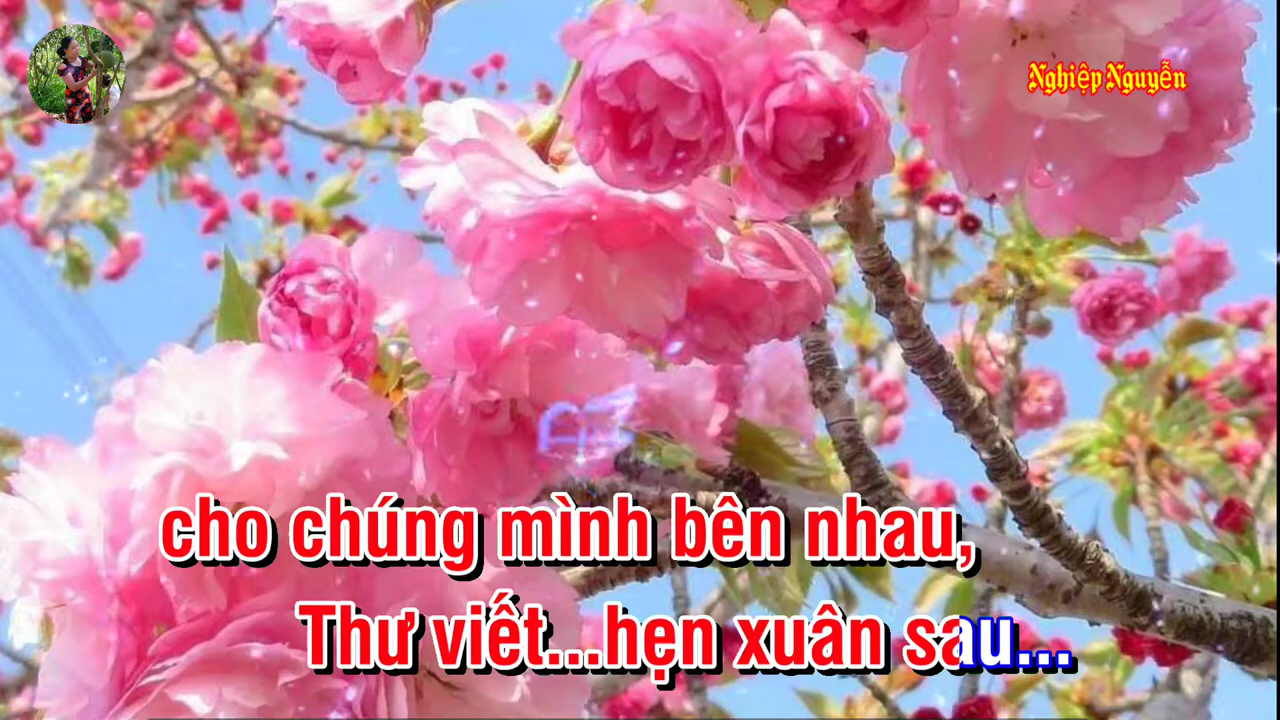 Nghiệp Nguyễn
cho chúng mình bên nhau,
Thư viết...hẹn xuân sau...